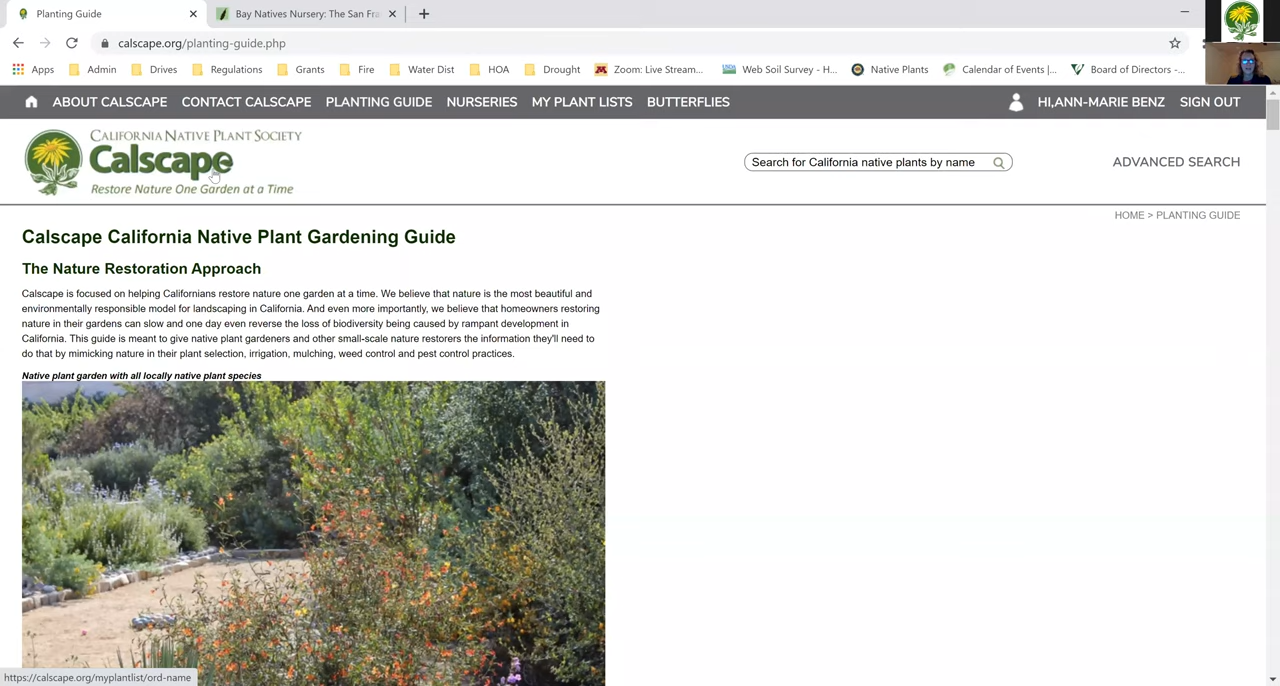 Planting Guide
Bay Natives Nursery: The San Fra
calscape.org/planting-guide.php
Apps Admin Drives Regulations Grants Fire Water Dist HOA Drought Zoom: Live Stream... Web Soil Survey - H... Native Plants Calendar of Events |... Board of Directors -...
ABOUT CALSCAPE CONTACT CALSCAPE PLANTING GUIDE NURSERIES MY PLANT LISTS BUTTERFLIES HI,ANN-MARIE BENZ SIGN OUT
CALIFORNIA NATIVE PLANT SOCIETY
Calscape
Restore Nature One Garden at a Time
Search for California native plants by name
ADVANCED SEARCH
HOME > PLANTING GUIDE
Calscape California Native Plant Gardening Guide
The Nature Restoration Approach
Calscape is focused on helping Californians restore nature one garden at a time. We believe that nature is the most beautiful and
environmentally responsible model for landscaping in California. And even more importantly, we believe that homeowners restoring
nature in their gardens can slow and one day even reverse the loss of biodiversity being caused by rampant development in
California. This guide is meant to give native plant gardeners and other small-scale nature restorers the information they'll need to
do that by mimicking nature in their plant selection, irrigation, mulching, weed control and pest control practices.
Native plant garden with all locally native plant species
https://calscape.org/myplantlist/ord-name